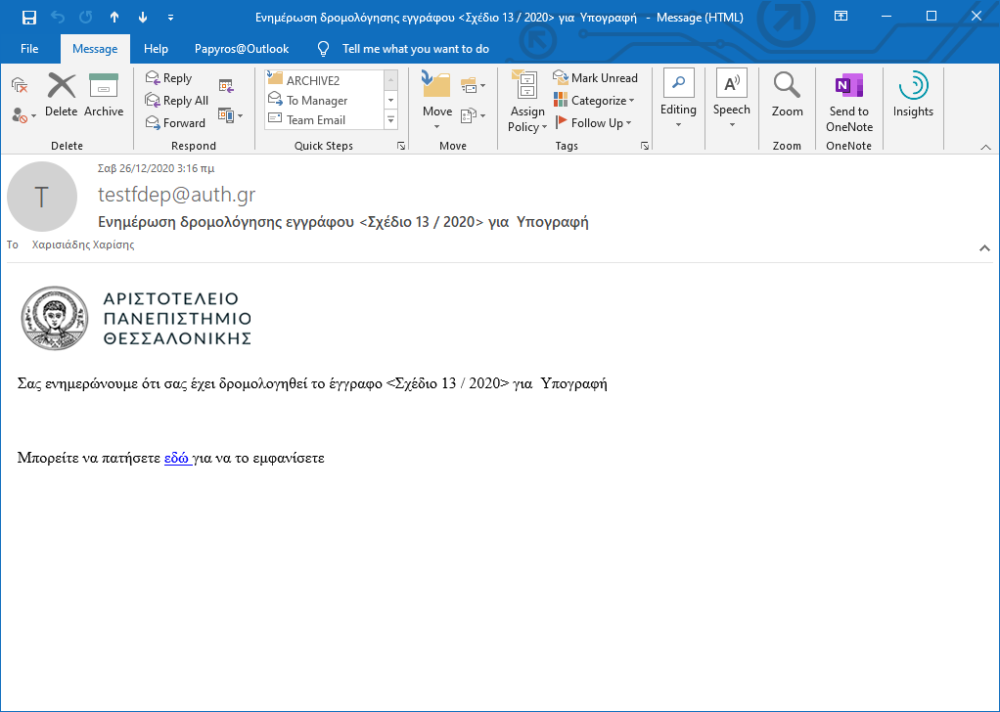 Ενημέρωση δρομολόγησης εγγράφου <Σχέδιο 13 / 2020> για  Υπογραφή  -  Message (HTML)
File Message Help Papyros@Outlook Tell me what you want to do
Delete Archive
Delete
Reply
Reply All
Forward
Respond
ARCHIVE2
To Manager
Team Email
Quick Steps
Move
Move
Assign Policy
Mark Unread
Categorize
Follow Up
Tags
Editing
Speech
Zoom
Zoom
Send to OneNote
OneNote
Insights
T
Σαβ 26/12/2020 3:16 πμ
testfdep@auth.gr
Ενημέρωση δρομολόγησης εγγράφου <Σχέδιο 13 / 2020> για  Υπογραφή
To Χαρισιάδης Χαρίσης
ΑΡΙΣΤΟΤΕΛΕΙΟ
ΠΑΝΕΠΙΣΤΗΜΙΟ
ΘΕΣΣΑΛΟΝΙΚΗΣ
Σας ενημερώνουμε ότι σας έχει δρομολογηθεί το έγγραφο <Σχέδιο 13 / 2020> για  Υπογραφή
Μπορείτε να πατήσετε εδώ για να το εμφανίσετε